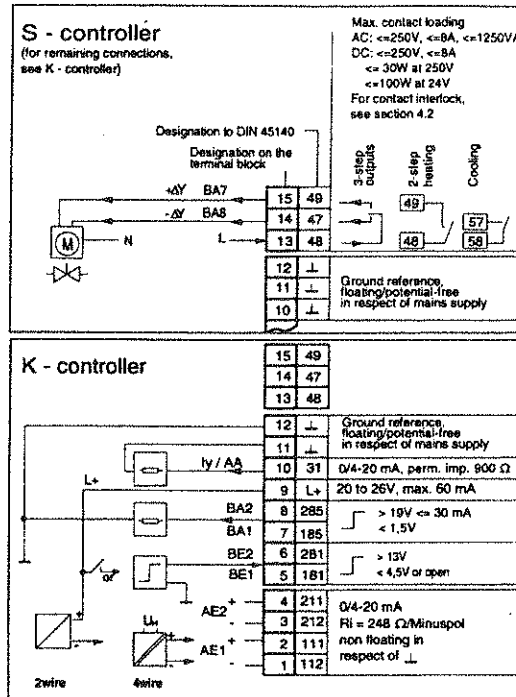 S - controller
(for remaining connections,
see K - controller)
Max. contact loading
AC: <=250V, <=8A, <=1250VA
DC: <=250V, <=8A
<= 30W at 250V
<=100W at 24V
For contact interlock,
see section 4.2
Designation to DIN 45140
Designation on the
terminal block
3-step
outputs
2-step
heating
Cooling
+ΔY BA7
15 49
49
-ΔY BA8
14 47
57
M N L
13 48
48
58
12 ⊥
11 ⊥
10 ⊥
Ground reference,
floating/potential-free
in respect of mains supply
K - controller
15 49
14 47
13 48
12 ⊥
11 ⊥
Ground reference,
floating/potential-free
in respect of mains supply
Iy / AA
10 31
0/4-20 mA, perm. imp. 900 Ω
L+
9 L+
20 to 26V, max. 60 mA
BA2
8 285
> 19V <= 30 mA
BA1
7 185
< 1,5V
BE2
6 281
> 13V
or
BE1
5 181
< 4,5V or open
AE2 +
4 211
0/4-20 mA
-
3 212
Ri = 248 Ω/Minuspol
UH
+
AE1 +
2 111
non floating in
-
1 112
respect of ⊥
2wire
4wire